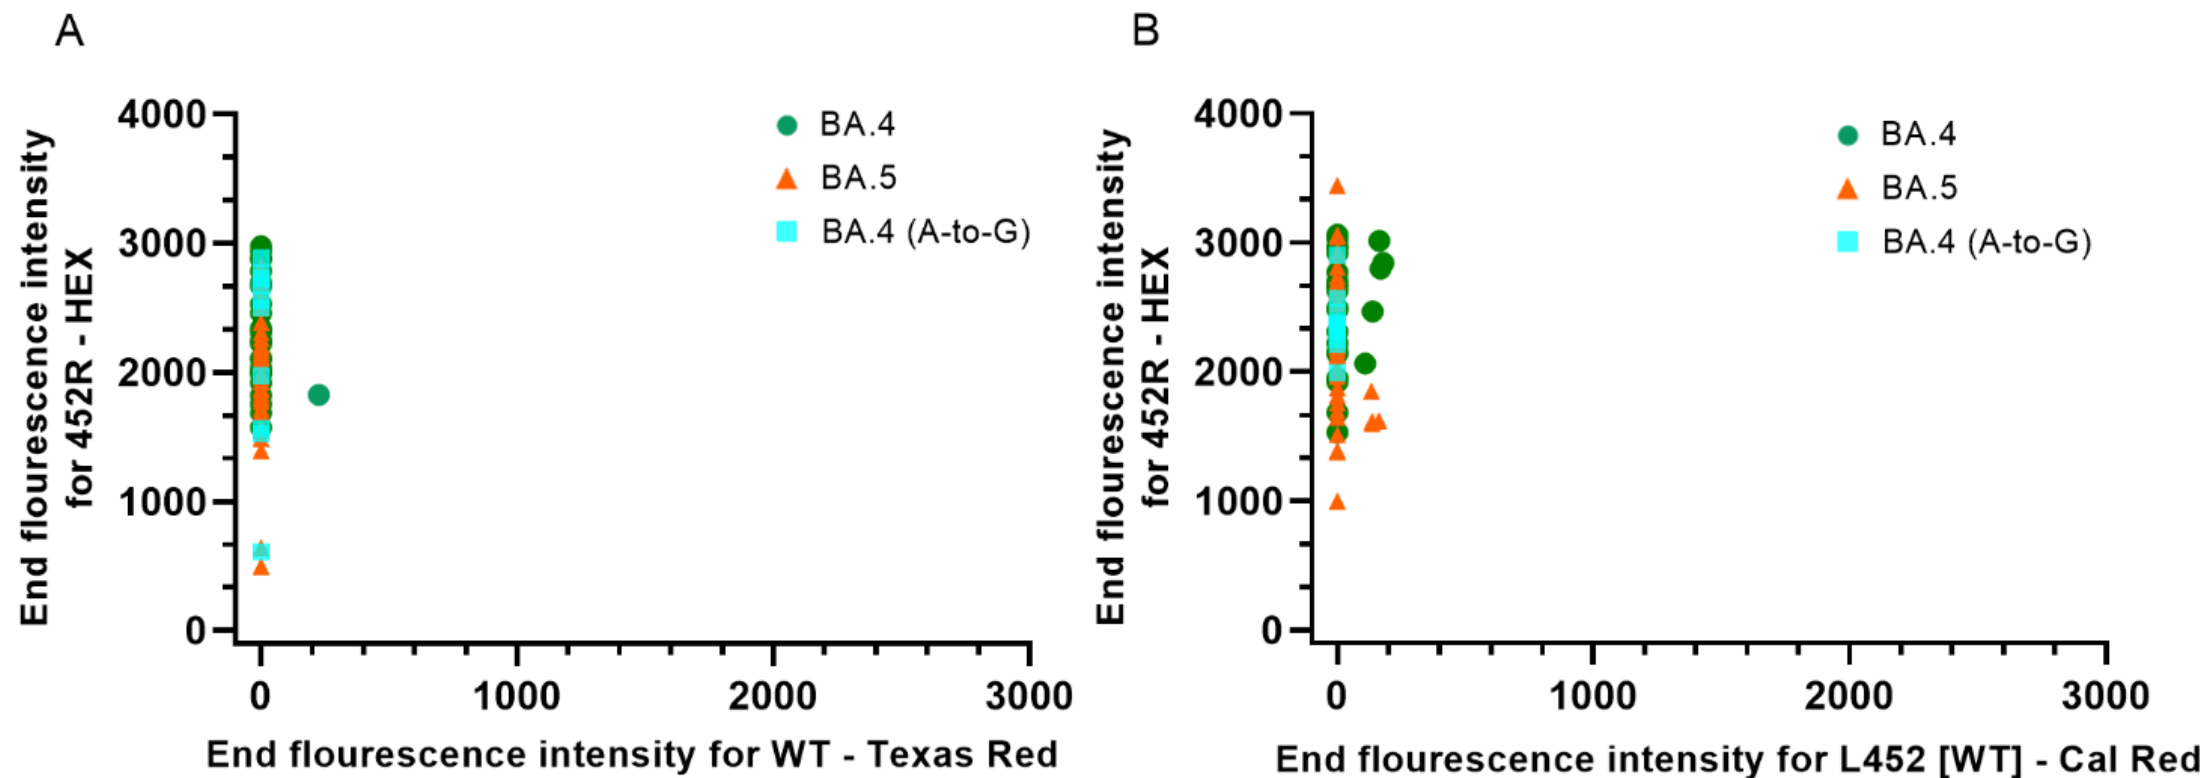 A
End flourescence intensity
for 452R - HEX
4000
3000
2000
1000
0
0 1000 2000 3000
End flourescence intensity for WT - Texas Red
BA.4
BA.5
BA.4 (A-to-G)
B
End flourescence intensity
for 452R - HEX
4000
3000
2000
1000
0
0 1000 2000 3000
End flourescence intensity for L452 [WT] - Cal Red
BA.4
BA.5
BA.4 (A-to-G)